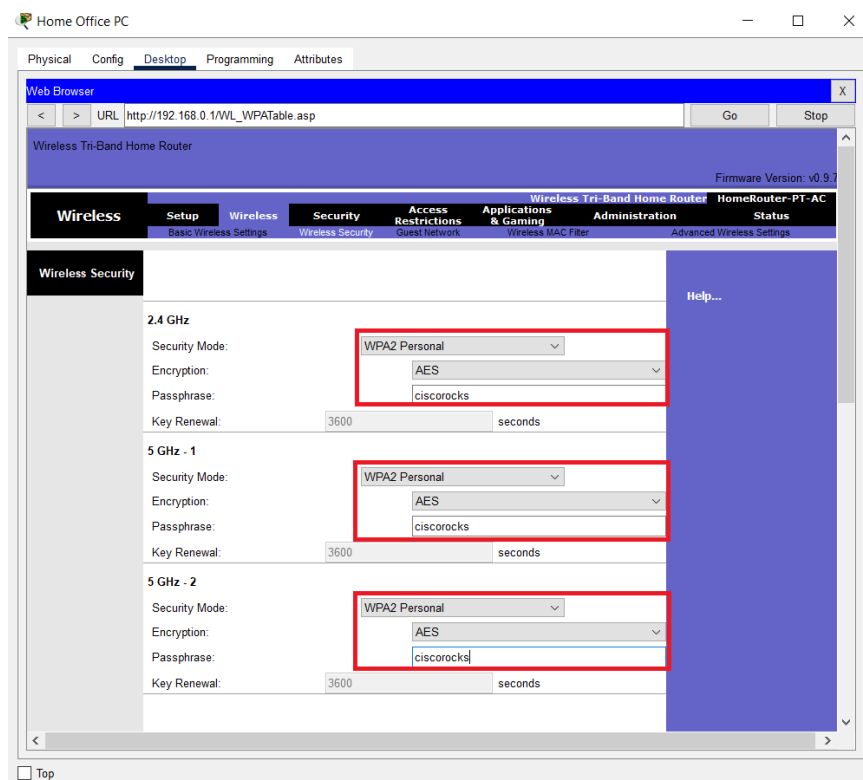 Home Office PC
Physical Config Desktop Programming Attributes
Web Browser X
< > URL http://192.168.0.1/WL_WPATable.asp Go Stop
Wireless Tri-Band Home Router
Firmware Version: v0.9.7
Wireless Tri-Band Home Router HomeRouter-PT-AC
Wireless Setup Wireless Security Access Restrictions Applications & Gaming Administration Status
Basic Wireless Settings Wireless Security Guest Network Wireless MAC Filter Advanced Wireless Settings
Wireless Security
Help...
2.4 GHz
Security Mode: WPA2 Personal
Encryption: AES
Passphrase: ciscorocks
Key Renewal: 3600 seconds
5 GHz - 1
Security Mode: WPA2 Personal
Encryption: AES
Passphrase: ciscorocks
Key Renewal: 3600 seconds
5 GHz - 2
Security Mode: WPA2 Personal
Encryption: AES
Passphrase: ciscorocks
Key Renewal: 3600 seconds
Top